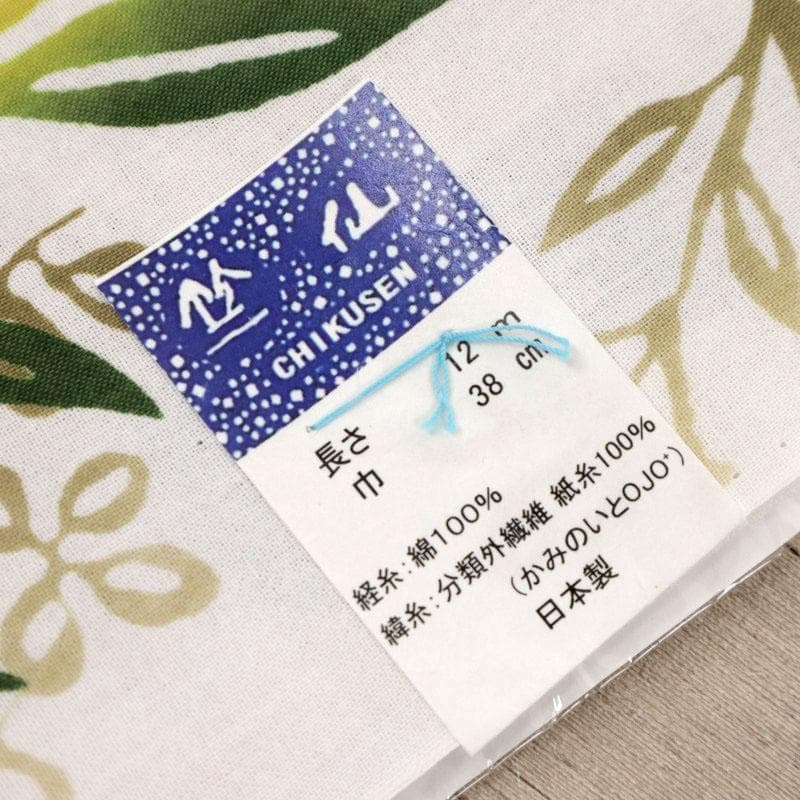 竺仙
CHIKUSEN
長さ 12 m
巾 38 cm
経糸:綿100%
緯糸:分類外繊維 紙糸100%
(かみのいとOJO⁺)
日本製